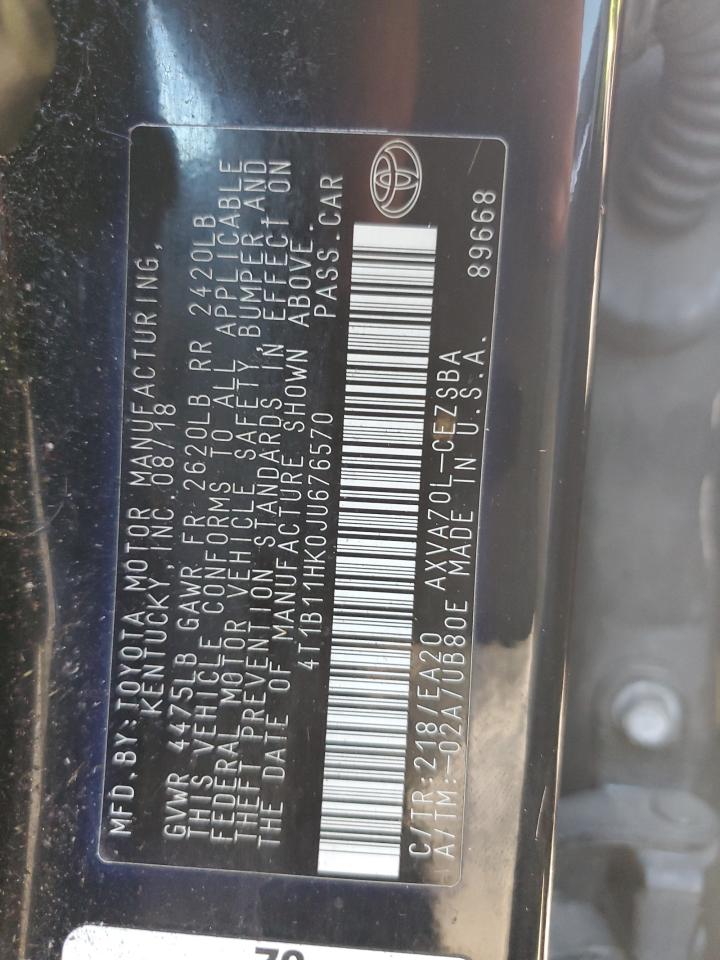 MFD.BY:TOYOTA MOTOR MANUFACTURING,
KENTUCKY, INC 08/18
GVWR 4475LB GAWR FR 2620LB RR 2420LB
THIS VEHICLE CONFORMS TO ALL APPLICABLE
FEDERAL MOTOR VEHICLE SAFETY, BUMPER AND
THEFT PREVENTION STANDARDS IN EFFECT ON
THE DATE OF MANUFACTURE SHOWN ABOVE.
4T1B11HK0JU676570 PASS.CAR
C/TR:218/EA20 AXVA70L-CEZSBA
A/TM:-02A/UB80E MADE IN U.S.A. 89668